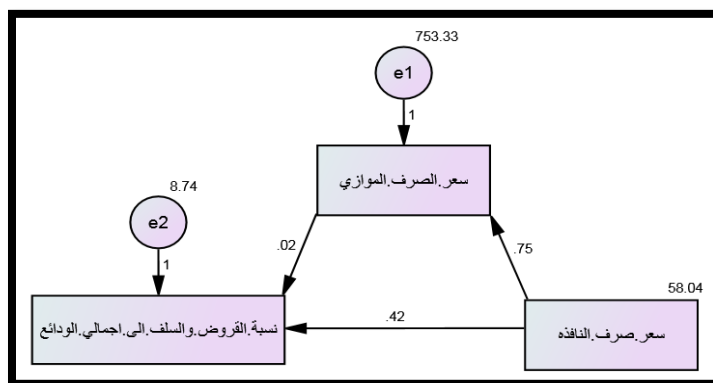 753.33
e1
1
سعر.الصرف.الموازي
8.74
e2
1
.02
.75
58.04
نسبة.القروض.والسلف.الى.اجمالي.الودائع
.42
سعر.صرف.النافذه